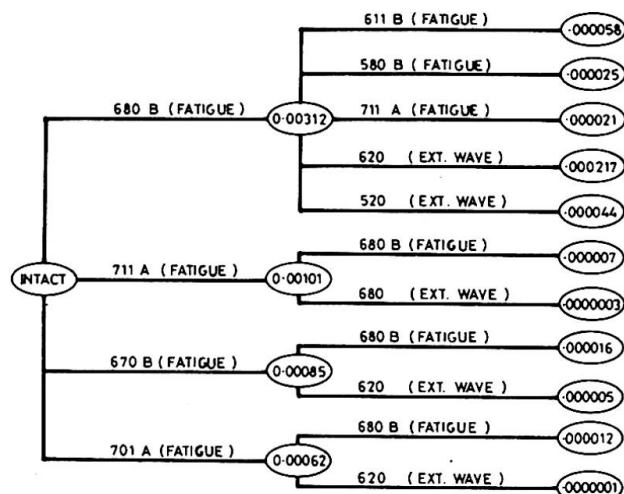 611 B (FATIGUE)
.000058
580 B (FATIGUE)
.000025
680 B (FATIGUE)
0.00312
711 A (FATIGUE)
.000021
620 (EXT. WAVE)
.000217
520 (EXT. WAVE)
.000044
INTACT
711 A (FATIGUE)
0.00101
680 B (FATIGUE)
.000007
680 (EXT. WAVE)
.0000003
670 B (FATIGUE)
0.00085
680 B (FATIGUE)
.000016
620 (EXT. WAVE)
.000005
701 A (FATIGUE)
0.00062
680 B (FATIGUE)
.000012
620 (EXT. WAVE)
.0000001